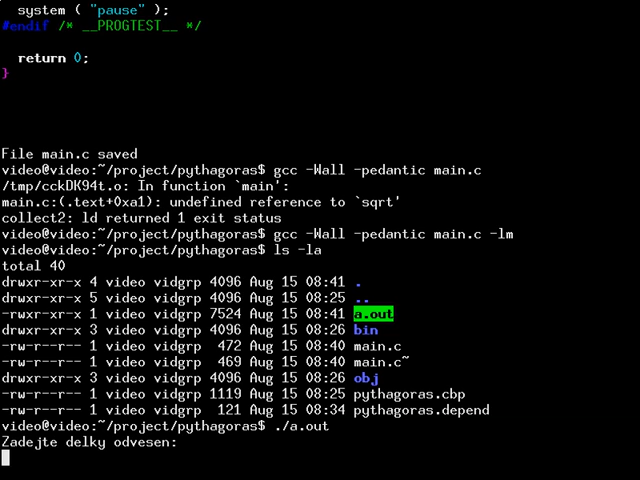 system ( "pause" );
#endif /* __PROGTEST__ */
return 0;
}
File main.c saved
video@video:~/project/pythagoras$ gcc -Wall -pedantic main.c
/tmp/cckDK94t.o: In function `main':
main.c:(.text+0xa1): undefined reference to `sqrt'
collect2: ld returned 1 exit status
video@video:~/project/pythagoras$ gcc -Wall -pedantic main.c -lm
video@video:~/project/pythagoras$ ls -la
total 40
drwxr-xr-x 4 video vidgrp 4096 Aug 15 08:41 .
drwxr-xr-x 5 video vidgrp 4096 Aug 15 08:25 ..
-rwxr-xr-x 1 video vidgrp 7524 Aug 15 08:41 a.out
drwxr-xr-x 3 video vidgrp 4096 Aug 15 08:26 bin
-rw-r--r-- 1 video vidgrp  472 Aug 15 08:40 main.c
-rw-r--r-- 1 video vidgrp  469 Aug 15 08:40 main.c~
drwxr-xr-x 3 video vidgrp 4096 Aug 15 08:26 obj
-rw-r--r-- 1 video vidgrp 1119 Aug 15 08:25 pythagoras.cbp
-rw-r--r-- 1 video vidgrp  121 Aug 15 08:34 pythagoras.depend
video@video:~/project/pythagoras$ ./a.out
Zadejte delky odvesen: